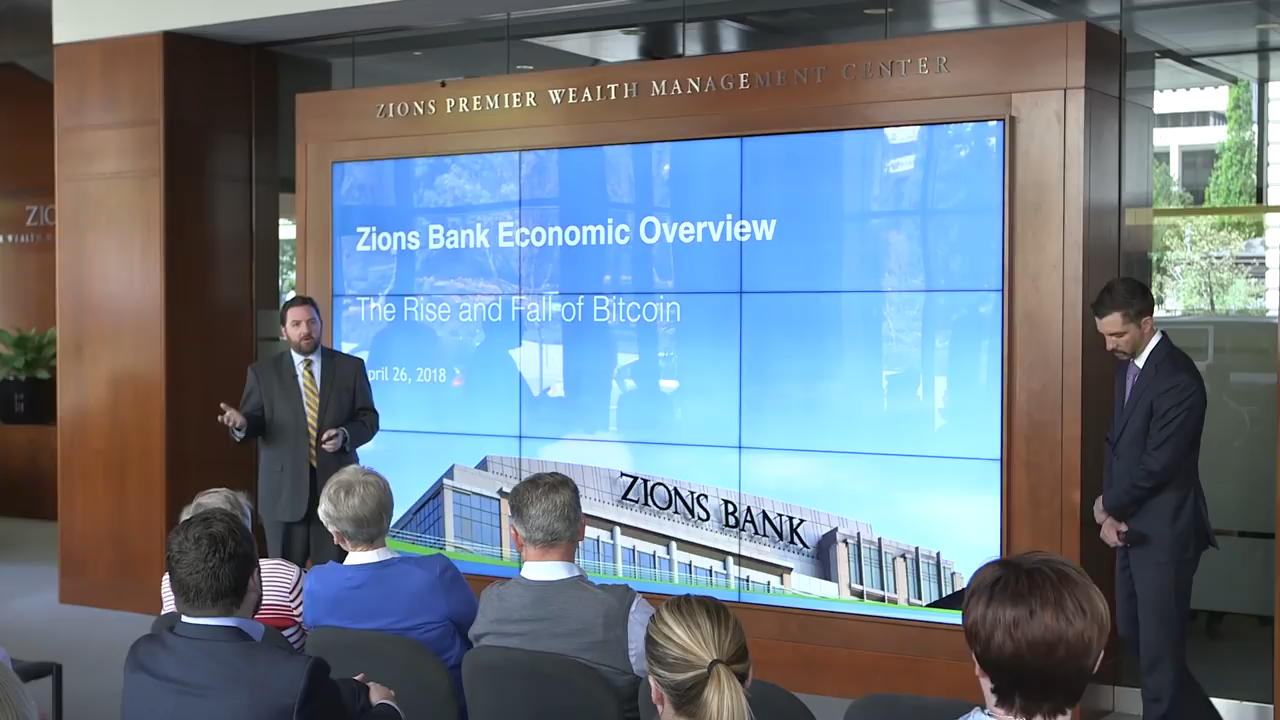 ZIONS PREMIER WEALTH MANAGEMENT CENTER
Zions Bank Economic Overview
The Rise and Fall of Bitcoin
pril 26, 2018
ZIONS BANK
ZIO